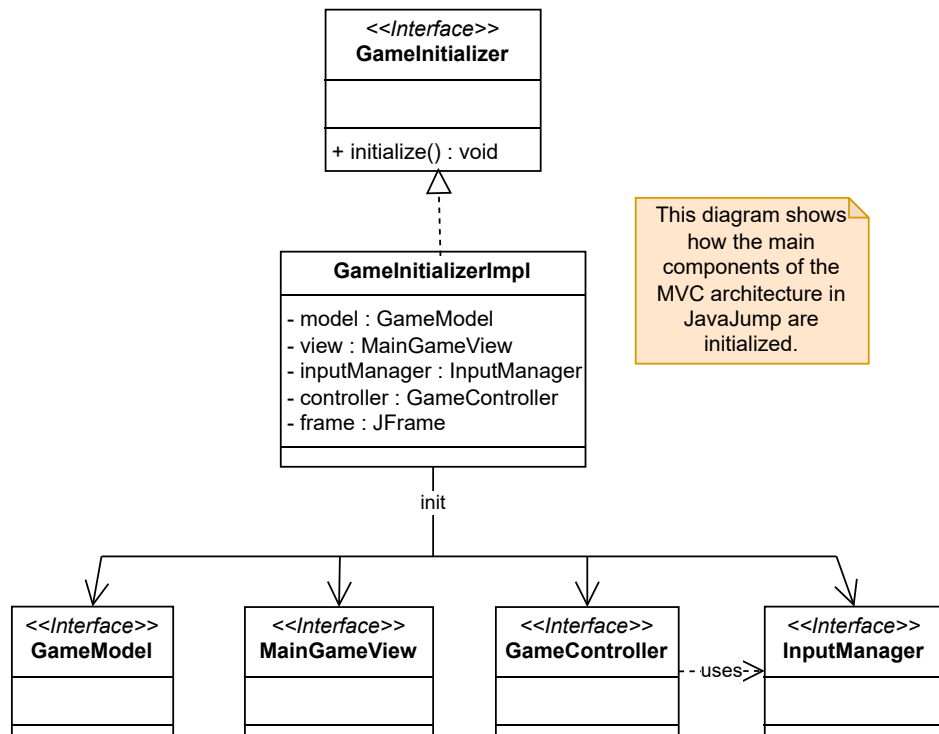 <<Interface>>
GameInitializer
+ initialize() : void
This diagram shows
how the main
components of the
MVC architecture in
JavaJump are
initialized.
GameInitializerImpl
- model : GameModel
- view : MainGameView
- inputManager : InputManager
- controller : GameController
- frame : JFrame
init
<<Interface>>
GameModel
<<Interface>>
MainGameView
<<Interface>>
GameController
uses
<<Interface>>
InputManager